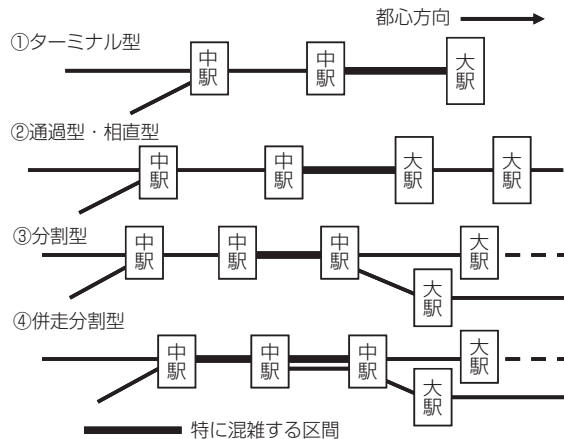 都心方向
①ターミナル型
中駅
中駅
大駅
②通過型・相直型
中駅
中駅
大駅
大駅
③分割型
中駅
中駅
中駅
大駅
大駅
④併走分割型
中駅
中駅
中駅
大駅
大駅
特に混雑する区間